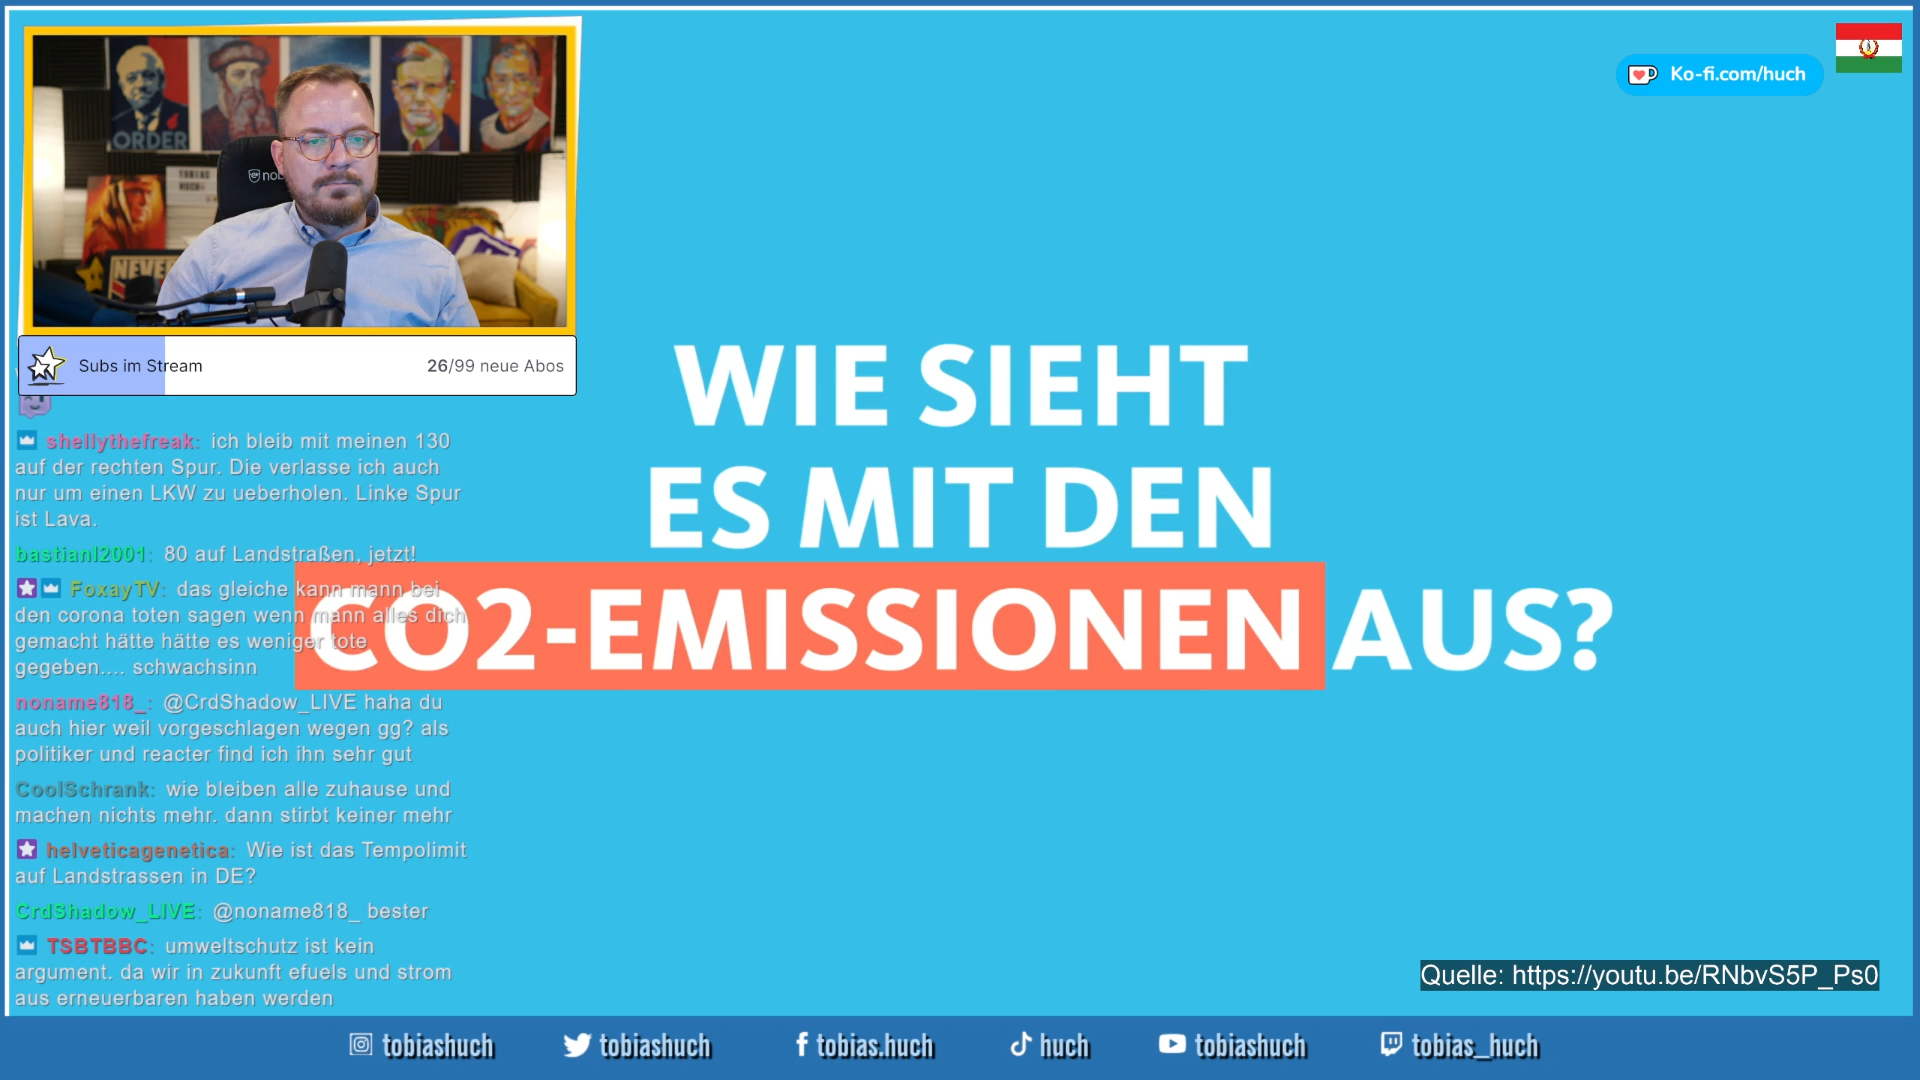 ORDER
TOBIAS
HUCH
NEVER
Ko-fi.com/huch
Subs im Stream
26/99 neue Abos
WIE SIEHT
ES MIT DEN
CO2-EMISSIONEN AUS?
shellythefreak: ich bleib mit meinen 130
auf der rechten Spur. Die verlasse ich auch
nur um einen LKW zu ueberholen. Linke Spur
ist Lava.
bastianl2001: 80 auf Landstraßen, jetzt!
FoxayTV: das gleiche kann mann bei
den corona toten sagen wenn mann alles dich
gemacht hätte hätte es weniger tote
gegeben.... schwachsinn
noname818_: @CrdShadow_LIVE haha du
auch hier weil vorgeschlagen wegen gg? als
politiker und reacter find ich ihn sehr gut
CoolSchrank: wie bleiben alle zuhause und
machen nichts mehr. dann stirbt keiner mehr
helveticagenetica: Wie ist das Tempolimit
auf Landstrassen in DE?
CrdShadow_LIVE: @noname818_ bester
TSBTBBC: umweltschutz ist kein
argument. da wir in zukunft efuels und strom
aus erneuerbaren haben werden
Quelle: https://youtu.be/RNbvS5P_Ps0
tobiashuch
tobiashuch
tobias.huch
huch
tobiashuch
tobias_huch